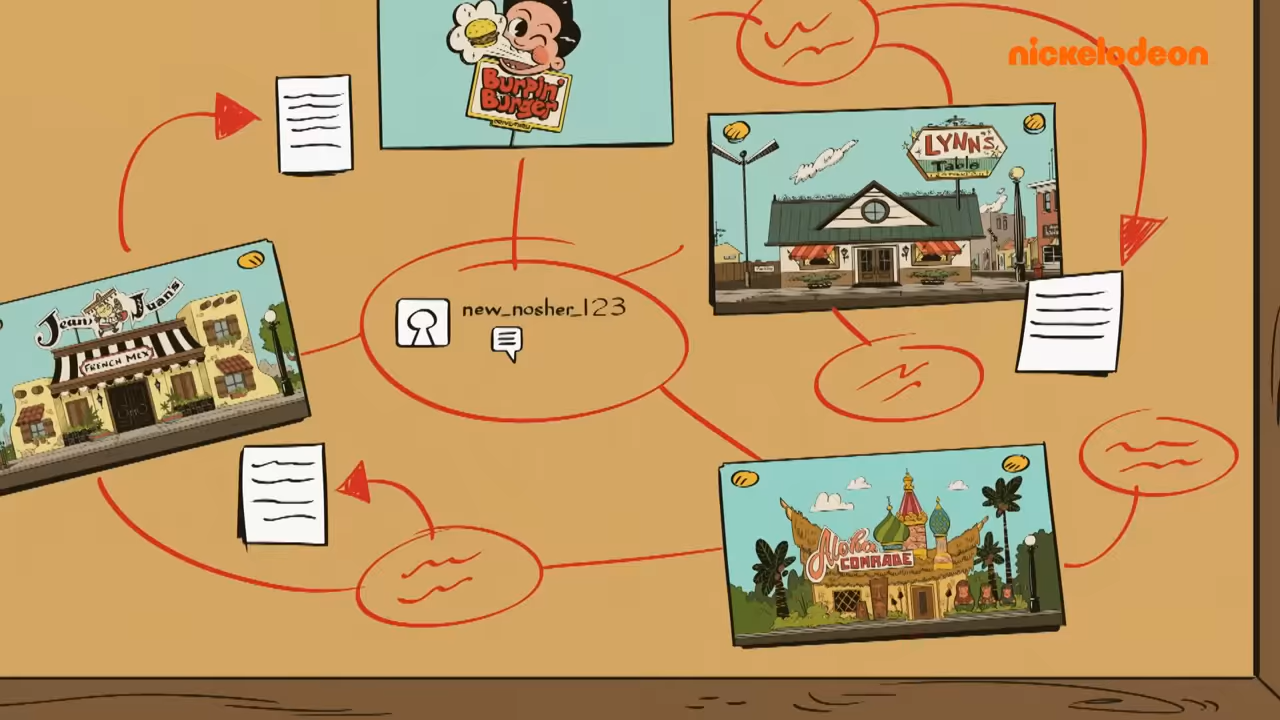 Burpin'
Burger
nickelodeon
LYNN'S
Table
Jean Juan's
FRENCH MEX
new_nosher_123
Aloha
COMRADE